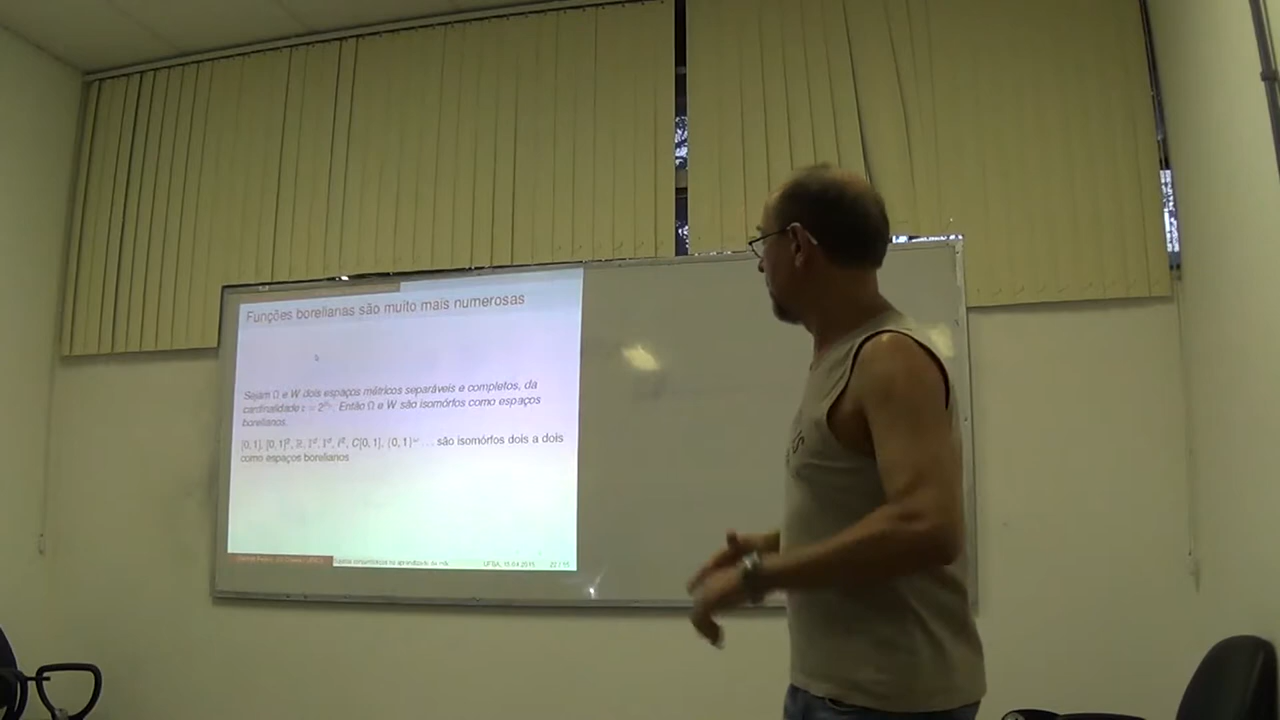 Funções borelianas são muito mais numerosas
Sejam Ω e W dois espaços métricos separáveis e completos, da
cardinalidade c = 2^ℵ₀. Então Ω e W são isomórfos como espaços
borelianos.
[0, 1], [0, 1]², ℝ, ℓ², C[0, 1], {0, 1}^ω ... são isomórfos dois a dois
como espaços borelianos
UFBA, 22 / 55